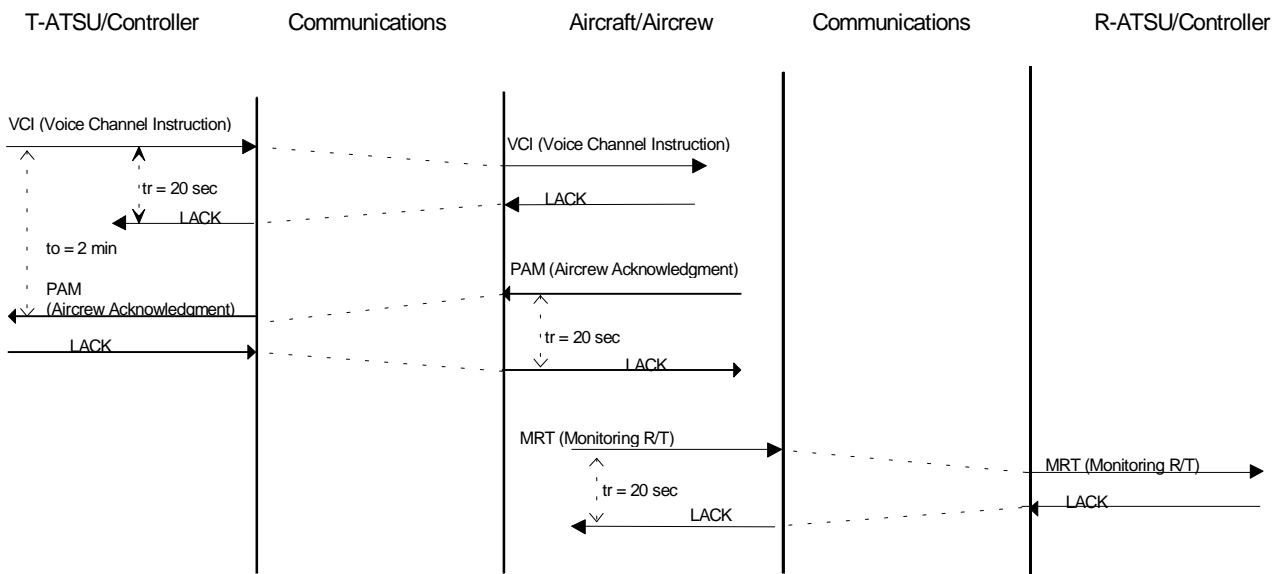 T-ATSU/Controller
Communications
Aircraft/Aircrew
Communications
R-ATSU/Controller
VCI (Voice Channel Instruction)
VCI (Voice Channel Instruction)
tr = 20 sec
LACK
LACK
to = 2 min
PAM (Aircrew Acknowledgment)
PAM
(Aircrew Acknowledgment)
tr = 20 sec
LACK
LACK
MRT (Monitoring R/T)
MRT (Monitoring R/T)
tr = 20 sec
LACK
LACK